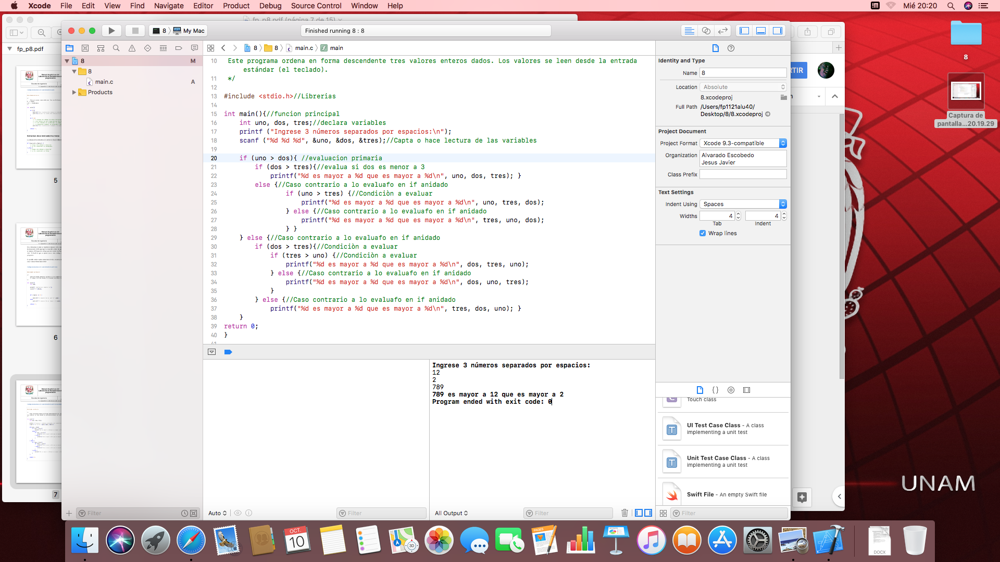 Xcode File Edit View Find Navigate Editor Product Debug Source Control Window Help
Mié 20:20
fp_p8.pdf (página 7 de 15)
8 My Mac
Finished running 8 : 8
fp_p8.pdf
5
6
7
8 M
8
main.c A
Products
8 8 main.c main
10 Este programa ordena en forma descendente tres valores enteros dados. Los valores se leen desde la entrada
estándar (el teclado).
11 */
12
13 #include <stdio.h>//Librerias
14
15 int main(){//funcion principal
16 int uno, dos, tres;//declara variables
17 printf ("Ingrese 3 números separados por espacios:\n");
18 scanf ("%d %d %d", &uno, &dos, &tres);//Capta o hace lectura de las variables
19
20 if (uno > dos){ //evaluacion primaria
21 if (dos > tres){//evalua si dos es menor a 3
22 printf("%d es mayor a %d que es mayor a %d\n", uno, dos, tres); }
23 else {//Caso contrario a lo evaluafo en if anidado
24 if (uno > tres) {//Condiciòn a evaluar
25 printf("%d es mayor a %d que es mayor a %d\n", uno, tres, dos);
26 } else {//Caso contrario a lo evaluafo en if anidado
27 printf("%d es mayor a %d que es mayor a %d\n", tres, uno, dos);
28 } }
29 } else {//Caso contrario a lo evaluafo en if anidado
30 if (dos > tres){//Condiciòn a evaluar
31 if (tres > uno) {//Condiciòn a evaluar
32 printf("%d es mayor a %d que es mayor a %d\n", dos, tres, uno);
33 } else {//Caso contrario a lo evaluafo en if anidado
34 printf("%d es mayor a %d que es mayor a %d\n", dos, uno, tres);
35 }
36 } else {//Caso contrario a lo evaluafo en if anidado
37 printf("%d es mayor a %d que es mayor a %d\n", tres, dos, uno); }
38 }
39 return 0;
40 }
41
Ingrese 3 números separados por espacios:
12
2
789
789 es mayor a 12 que es mayor a 2
Program ended with exit code: 0
Filter
Auto
Filter
All Output
Filter
Filter
Identity and Type
Name 8
Location Absolute
8.xcodeproj
Full Path /Users/fp1121alu40/
Desktop/8/8.xcodeproj
Project Document
Project Format Xcode 9.3-compatible
Organization Alvarado Escobedo
Jesus Javier
Class Prefix
Text Settings
Indent Using Spaces
Widths 4 4
Tab Indent
Wrap lines
Touch class
UI Test Case Class - A class
implementing a unit test
Unit Test Case Class - A class
implementing a unit test
Swift File - An empty Swift file
RTIR
8
Captura de
pantalla...20.19.29
UNAM
OCT.
10
3D
PAGES
DOCX